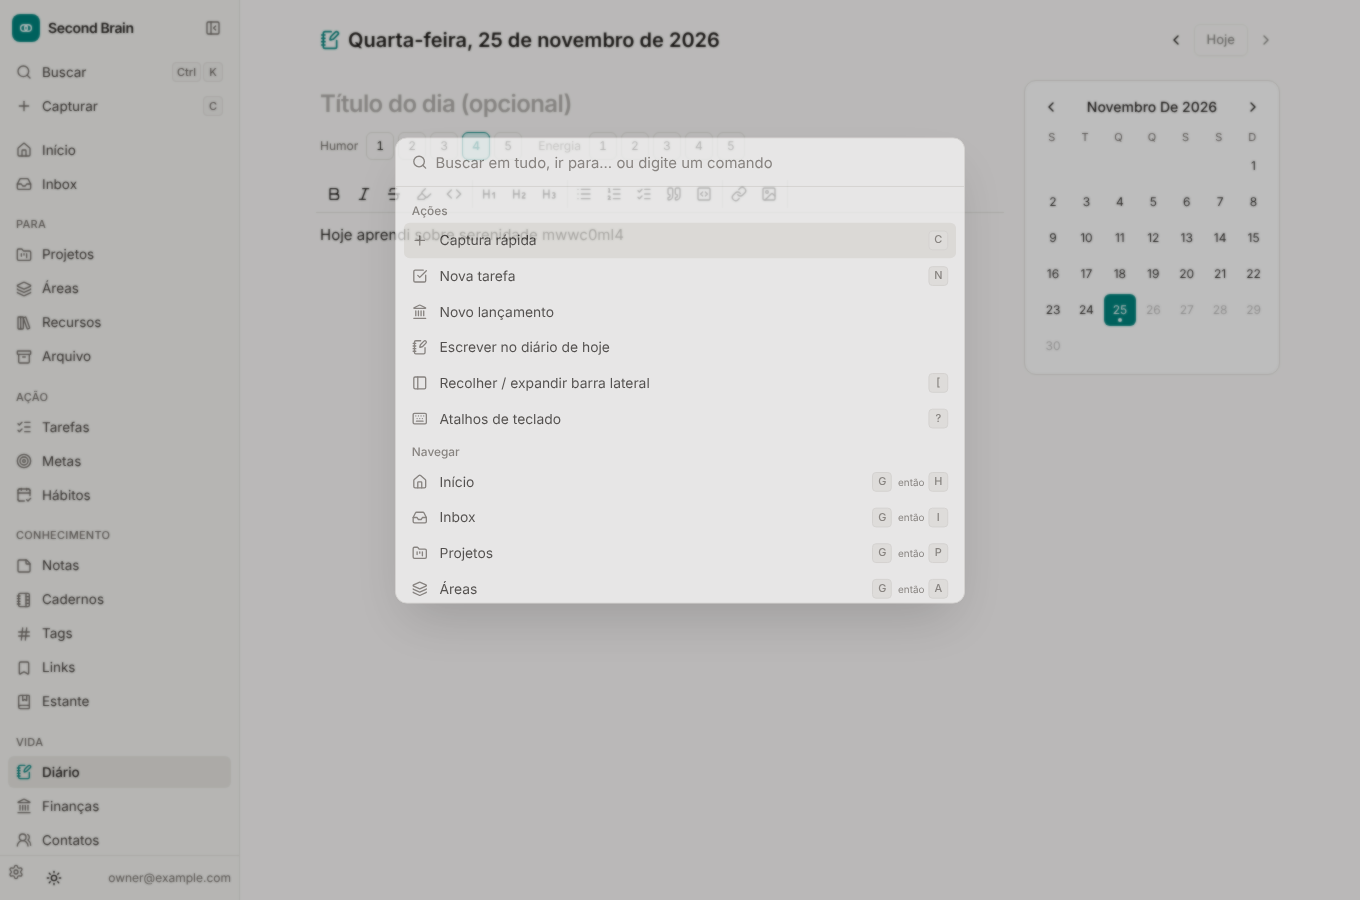 Second Brain
Buscar Ctrl K
Capturar C
Início
Inbox
PARA
Projetos
Áreas
Recursos
Arquivo
AÇÃO
Tarefas
Metas
Hábitos
CONHECIMENTO
Notas
Cadernos
Tags
Links
Estante
VIDA
Diário
Finanças
Contatos
owner@example.com
Quarta-feira, 25 de novembro de 2026
Hoje
Título do dia (opcional)
Humor 1 2 3 4 5 Energia 1 2 3 4 5
B I S H1 H2 H3
Hoje aprendi sobre serenidade mwwc0ml4
Buscar em tudo, ir para... ou digite um comando
Ações
Captura rápida C
Nova tarefa N
Novo lançamento
Escrever no diário de hoje
Recolher / expandir barra lateral [
Atalhos de teclado ?
Navegar
Início G então H
Inbox G então I
Projetos G então P
Áreas G então A
Novembro De 2026
S T Q Q S S D
1
2 3 4 5 6 7 8
9 10 11 12 13 14 15
16 17 18 19 20 21 22
23 24 25 26 27 28 29
30